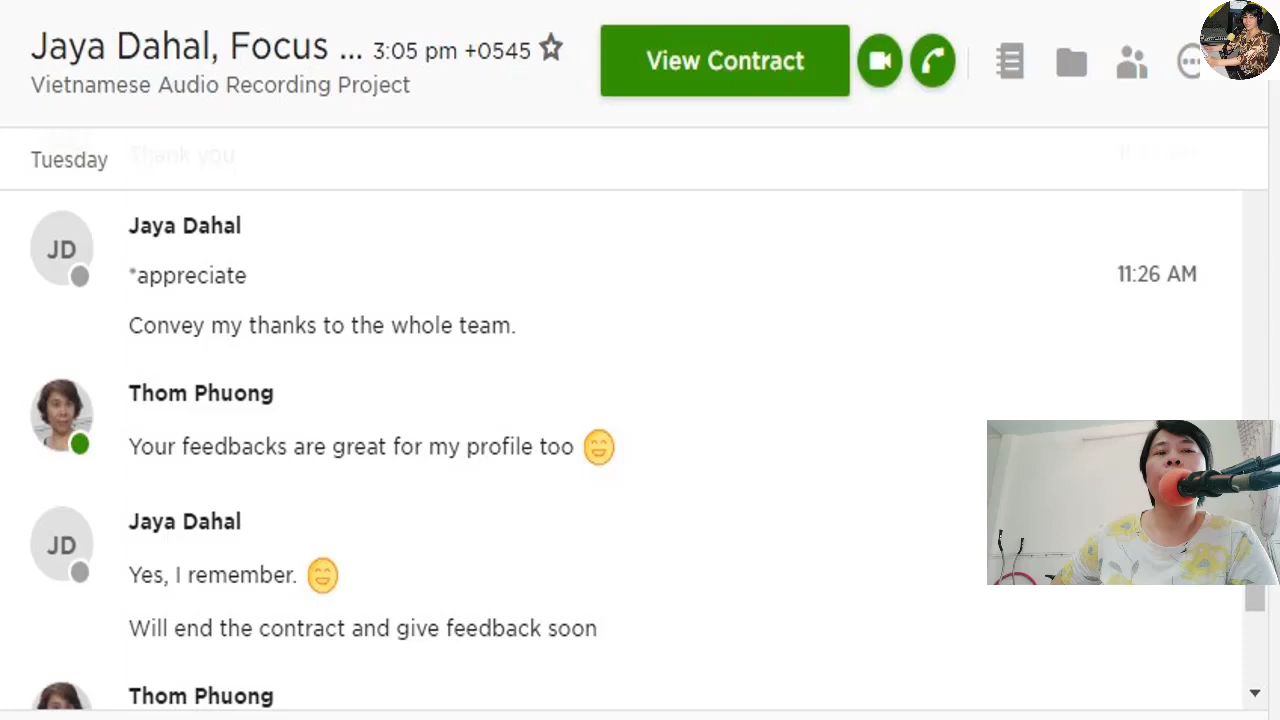 Jaya Dahal, Focus ... 3:05 pm +0545
View Contract
Vietnamese Audio Recording Project
Thank you
Tuesday
JD
Jaya Dahal
*appreciate
11:26 AM
Convey my thanks to the whole team.
Thom Phuong
Your feedbacks are great for my profile too
JD
Jaya Dahal
Yes, I remember.
Will end the contract and give feedback soon
Thom Phuong